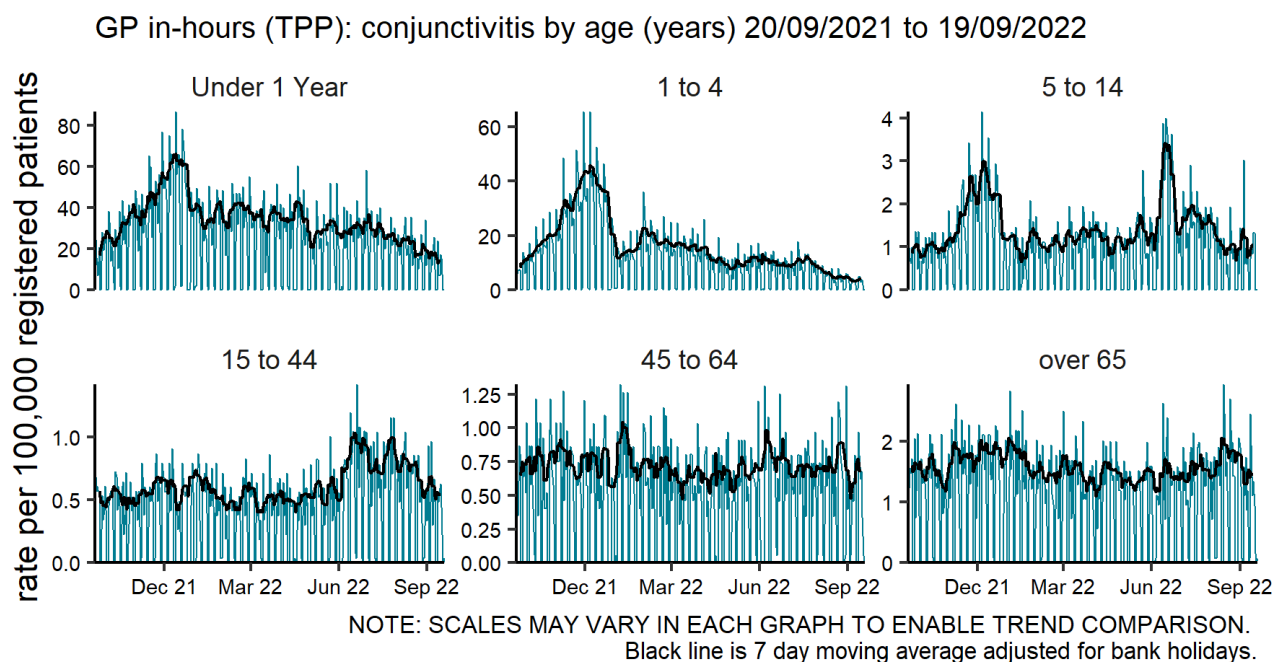 GP in-hours (TPP): conjunctivitis by age (years) 20/09/2021 to 19/09/2022
rate per 100,000 registered patients
Under 1 Year
80
60
40
20
0
1 to 4
60
40
20
0
5 to 14
4
3
2
1
0
15 to 44
1.0
0.5
0.0
Dec 21 Mar 22 Jun 22 Sep 22
45 to 64
1.25
1.00
0.75
0.50
0.25
0.00
Dec 21 Mar 22 Jun 22 Sep 22
over 65
2
1
0
Dec 21 Mar 22 Jun 22 Sep 22
NOTE: SCALES MAY VARY IN EACH GRAPH TO ENABLE TREND COMPARISON.
Black line is 7 day moving average adjusted for bank holidays.